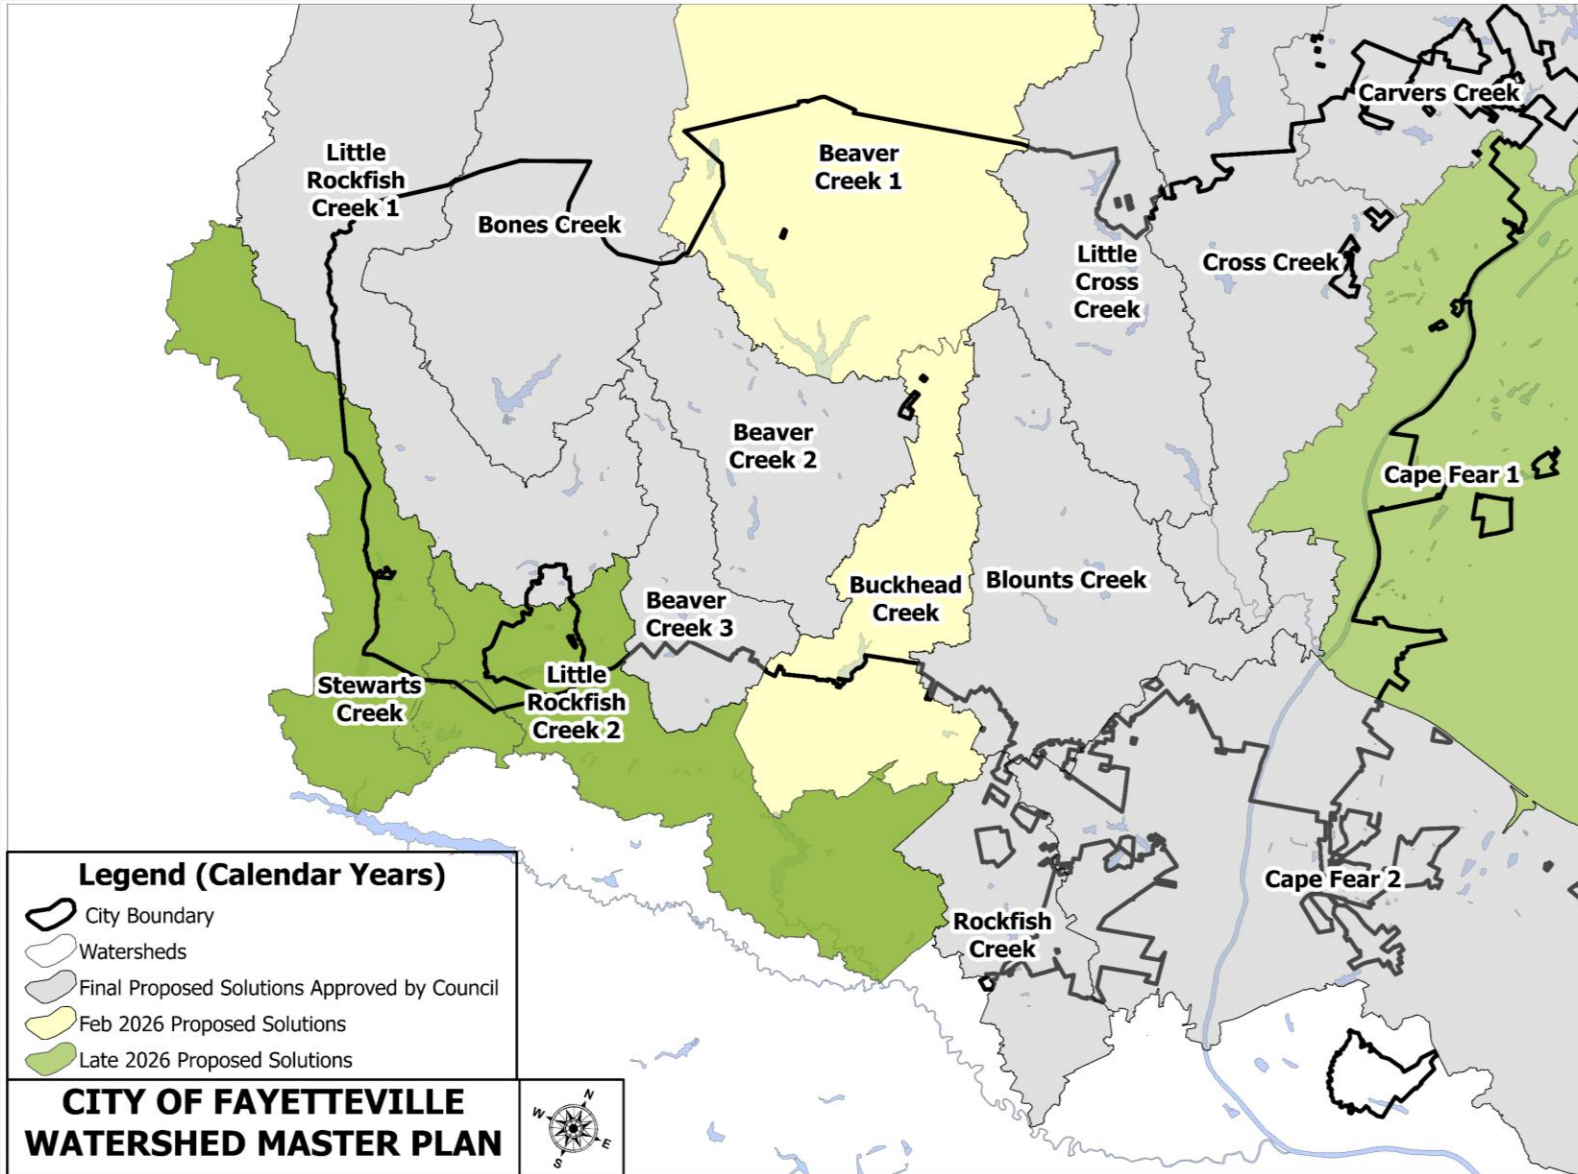 Carvers Creek
Little
Rockfish
Creek 1
Beaver
Creek 1
Bones Creek
Little
Cross
Creek
Cross Creek
Beaver
Creek 2
Cape Fear 1
Buckhead
Creek
Blounts Creek
Beaver
Creek 3
Stewarts
Creek
Little
Rockfish
Creek 2
Cape Fear 2
Rockfish
Creek
Legend (Calendar Years)
City Boundary
Watersheds
Final Proposed Solutions Approved by Council
Feb 2026 Proposed Solutions
Late 2026 Proposed Solutions
CITY OF FAYETTEVILLE
WATERSHED MASTER PLAN
N
W
E
S